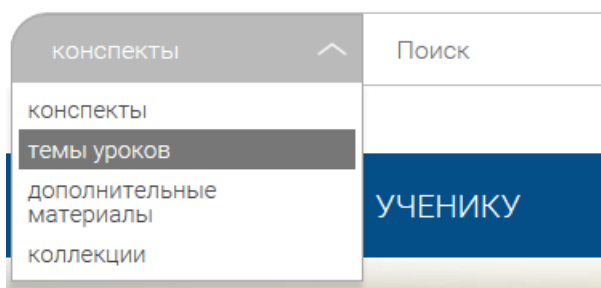 конспекты
Поиск
конспекты
темы уроков
дополнительные
материалы
коллекции
УЧЕНИКУ